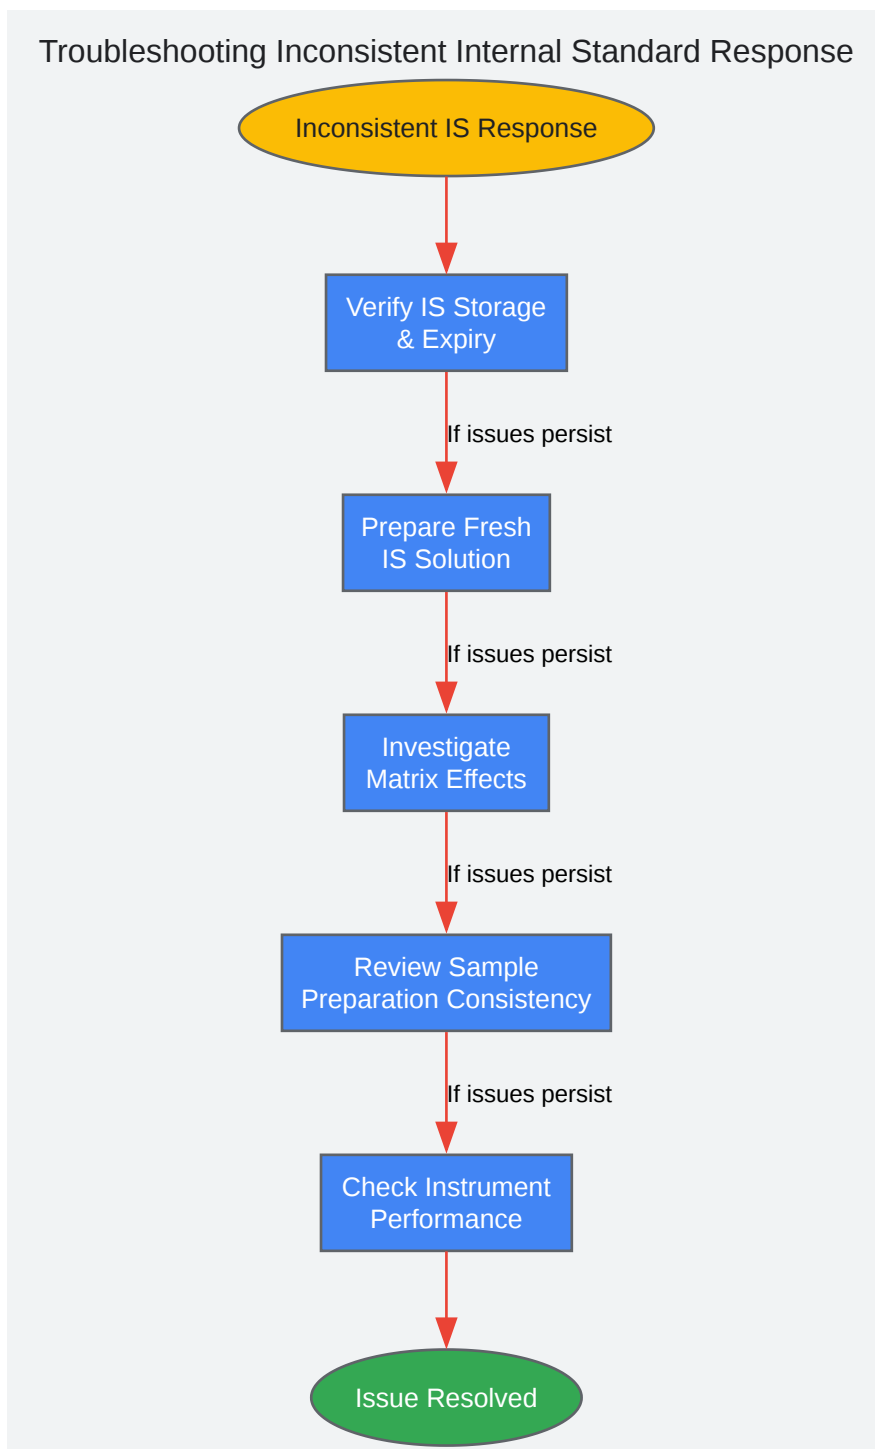 Troubleshooting Inconsistent Internal Standard Response
Inconsistent IS Response
Verify IS Storage
& Expiry
If issues persist
Prepare Fresh
IS Solution
If issues persist
Investigate
Matrix Effects
If issues persist
Review Sample
Preparation Consistency
If issues persist
Check Instrument
Performance
Issue Resolved